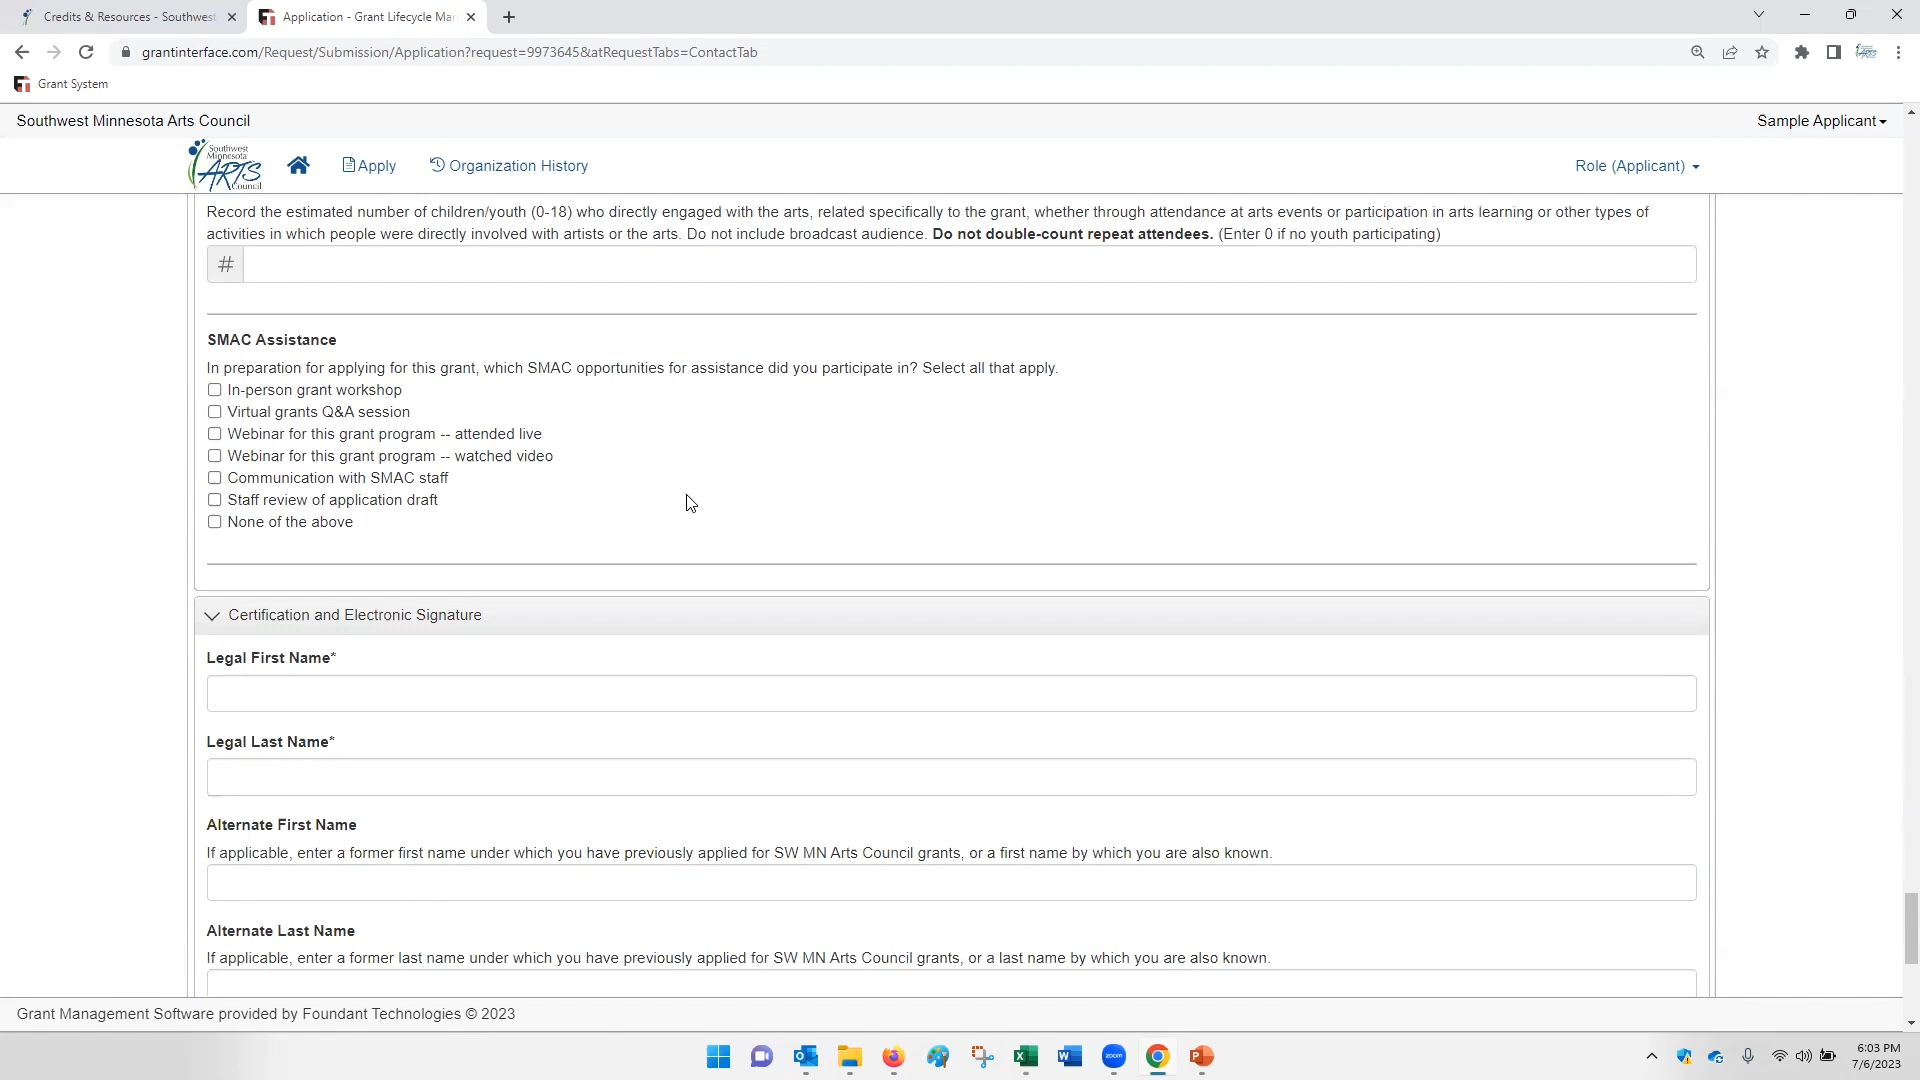 Credits & Resources - Southwest
Application - Grant Lifecycle Mar
grantinterface.com/Request/Submission/Application?request=9973645&atRequestTabs=ContactTab
Grant System
Southwest Minnesota Arts Council
Sample Applicant
Southwest
Minnesota
ARTS
Council
Apply
Organization History
Role (Applicant)
Record the estimated number of children/youth (0-18) who directly engaged with the arts, related specifically to the grant, whether through attendance at arts events or participation in arts learning or other types of
activities in which people were directly involved with artists or the arts. Do not include broadcast audience. Do not double-count repeat attendees. (Enter 0 if no youth participating)
#
SMAC Assistance
In preparation for applying for this grant, which SMAC opportunities for assistance did you participate in? Select all that apply.
In-person grant workshop
Virtual grants Q&A session
Webinar for this grant program -- attended live
Webinar for this grant program -- watched video
Communication with SMAC staff
Staff review of application draft
None of the above
Certification and Electronic Signature
Legal First Name*
Legal Last Name*
Alternate First Name
If applicable, enter a former first name under which you have previously applied for SW MN Arts Council grants, or a first name by which you are also known.
Alternate Last Name
If applicable, enter a former last name under which you have previously applied for SW MN Arts Council grants, or a last name by which you are also known.
Grant Management Software provided by Foundant Technologies © 2023
zoom
6:03 PM
7/6/2023